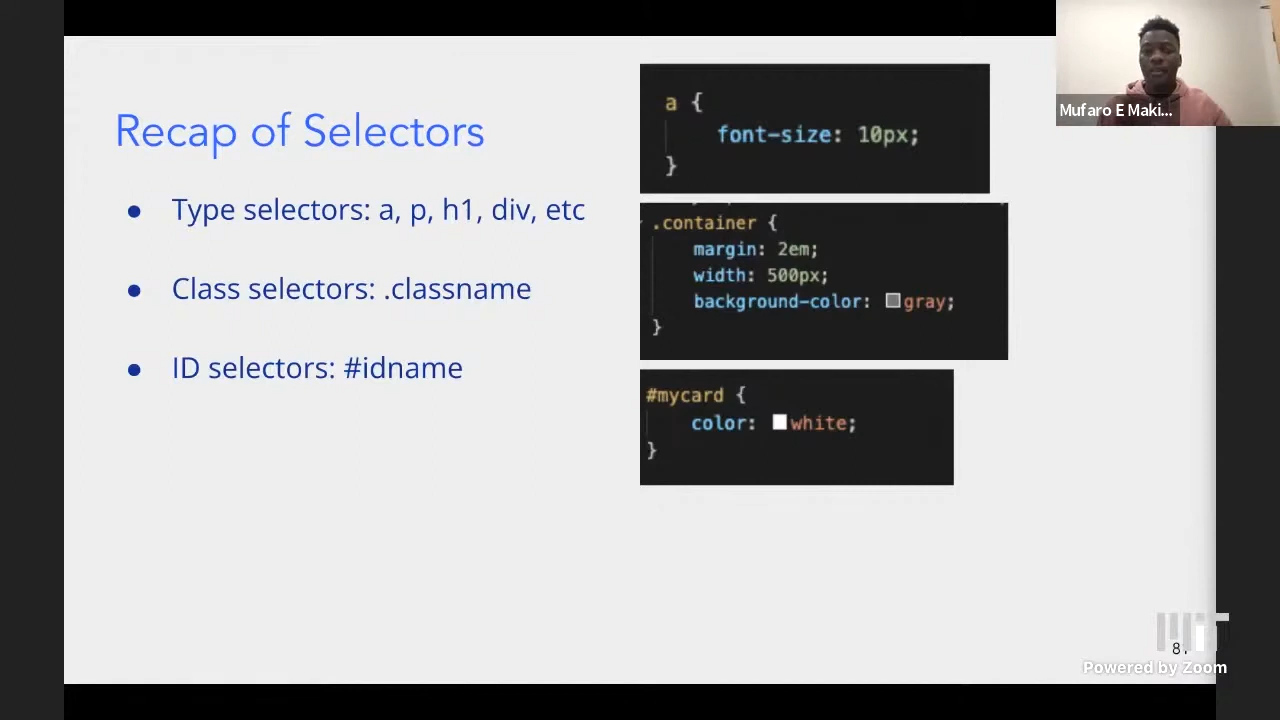 Recap of Selectors
● Type selectors: a, p, h1, div, etc
● Class selectors: .classname
● ID selectors: #idname
a {
font-size: 10px;
}
.container {
margin: 2em;
width: 500px;
background-color: gray;
}
#mycard {
color: white;
}
Mufaro E Maki...
MIT
Powered by Zoom